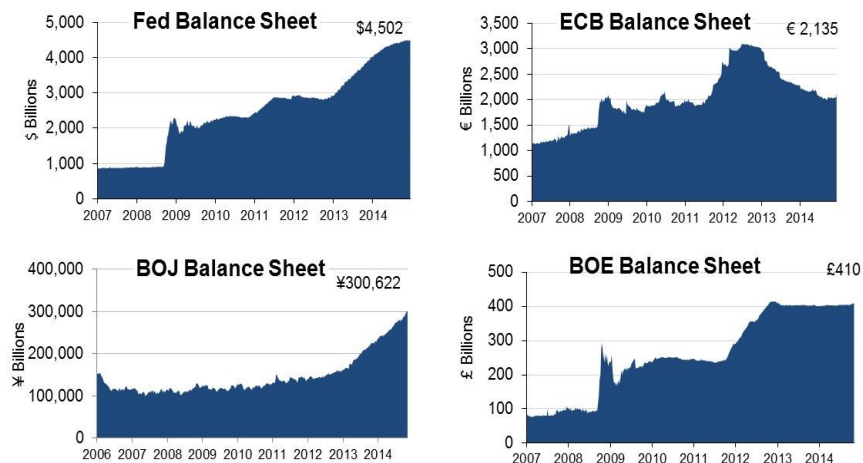 Fed Balance Sheet
$4,502
$ Billions
5,000
4,000
3,000
2,000
1,000
0
2007 2008 2009 2010 2011 2012 2013 2014
ECB Balance Sheet
€ 2,135
€ Billions
3,500
3,000
2,500
2,000
1,500
1,000
500
0
2007 2008 2009 2010 2011 2012 2013 2014
BOJ Balance Sheet
¥300,622
¥ Billions
400,000
300,000
200,000
100,000
0
2006 2007 2008 2009 2010 2011 2012 2013 2014
BOE Balance Sheet
£410
£ Billions
500
400
300
200
100
0
2007 2008 2009 2010 2011 2012 2013 2014